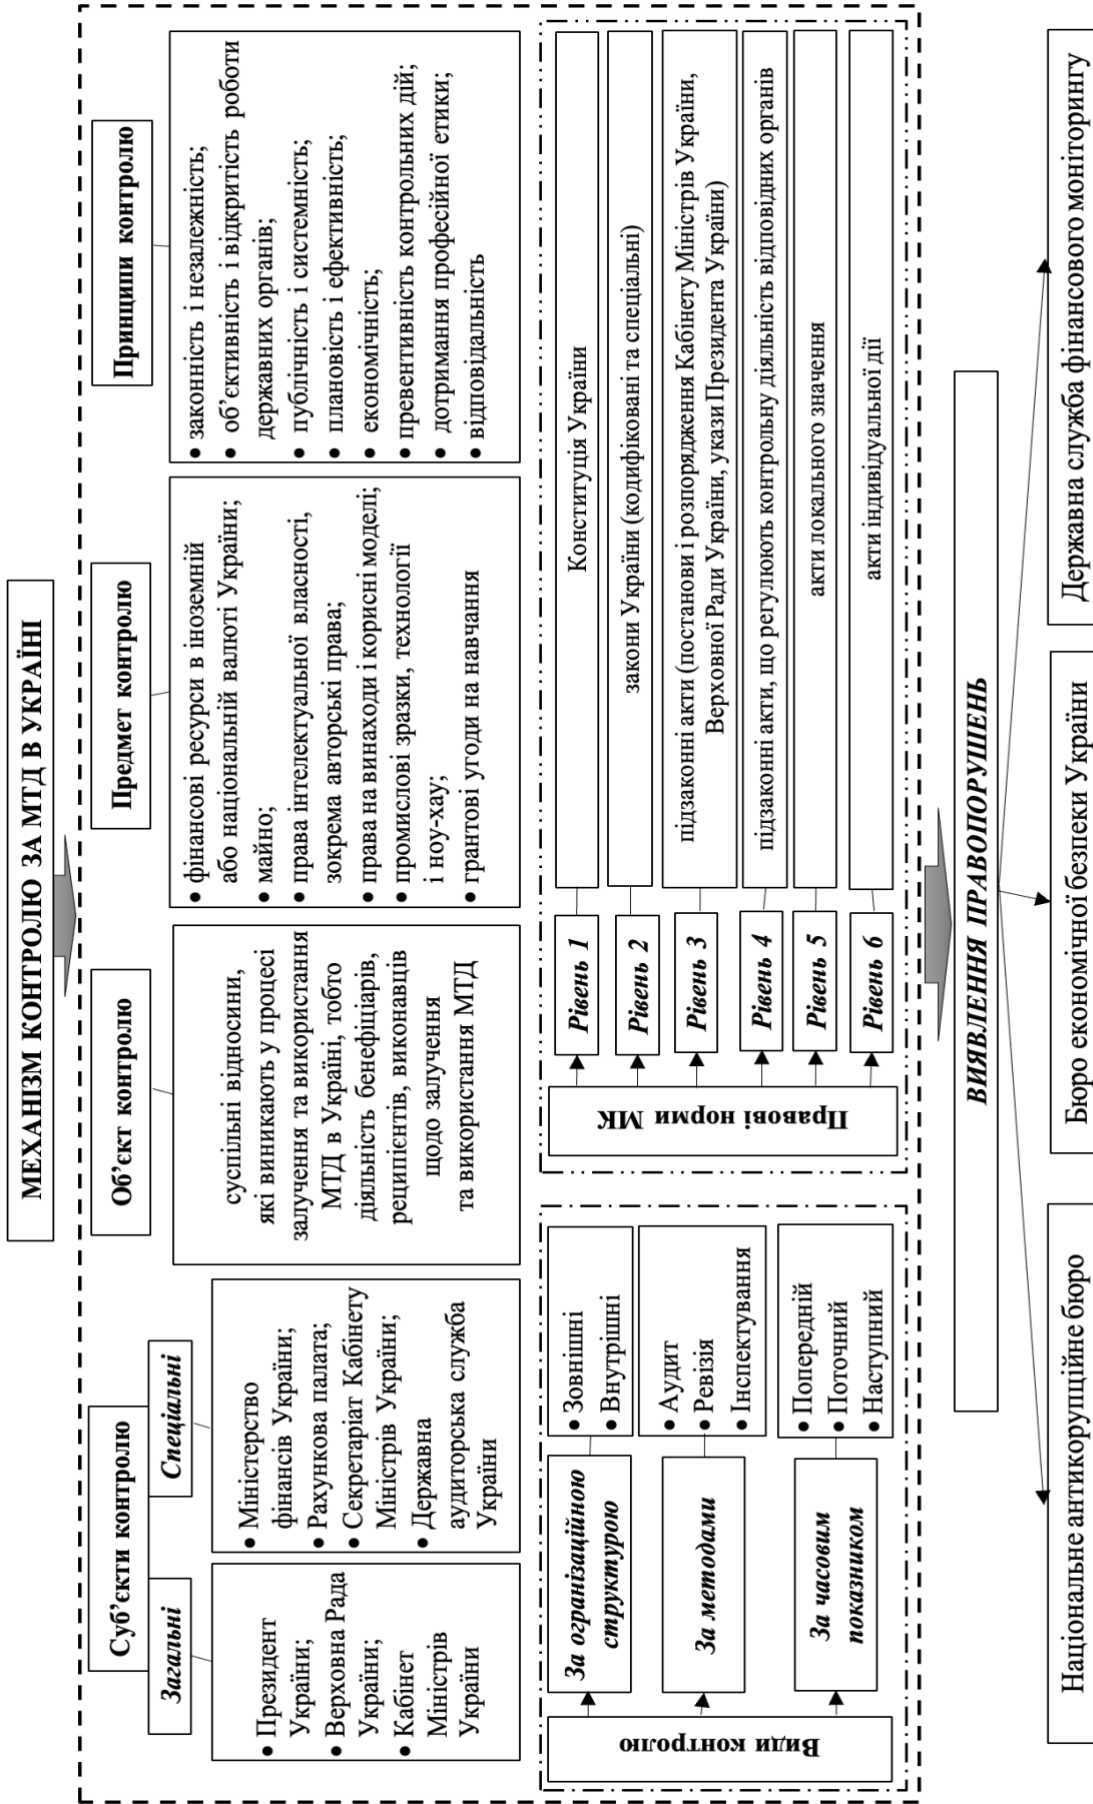 МЕХАНІЗМ КОНТРОЛЮ ЗА МТД В УКРАЇНІ
Суб’єкти контролю
Загальні
Спеціальні
• Президент
України;
• Верховна Рада
України;
• Кабінет
Міністрів
України
• Міністерство
фінансів України;
• Рахункова палата;
• Секретаріат Кабінету
Міністрів України;
• Державна
аудиторська служба
України
Об’єкт контролю
суспільні відносини,
які виникають у процесі
залучення та використання
МТД в Україні, тобто
діяльність бенефіціарів,
реципієнтів, виконавців
щодо залучення
та використання МТД
Предмет контролю
• фінансові ресурси в іноземній
або національній валюті України;
• майно;
• права інтелектуальної власності,
зокрема авторські права;
• права на винаходи і корисні моделі;
• промислові зразки, технології
і ноу-хау;
• грантові угоди на навчання
Принципи контролю
• законність і незалежність;
• об’єктивність і відкритість роботи
державних органів;
• публічність і системність;
• плановість і ефективність;
• економічність;
• превентивність контрольних дій;
• дотримання професійної етики;
• відповідальність
Види контролю
За огранізаційною
структурою
• Зовнішні
• Внутрішні
За методами
• Аудит
• Ревізія
• Інспектування
За часовим
показником
• Попередній
• Поточний
• Наступний
Правові норми МК
Рівень 1
Конституція України
Рівень 2
закони України (кодифіковані та спеціальні)
Рівень 3
підзаконні акти (постанови і розпорядження Кабінету Міністрів України,
Верховної Ради України, укази Президента України)
Рівень 4
підзаконні акти, що регулюють контрольну діяльність відповідних органів
Рівень 5
акти локального значення
Рівень 6
акти індивідуальної дії
ВИЯВЛЕННЯ ПРАВОПОРУШЕНЬ
Національне антикорупційне бюро
Бюро економічної безпеки України
Державна служба фінансового моніторингу